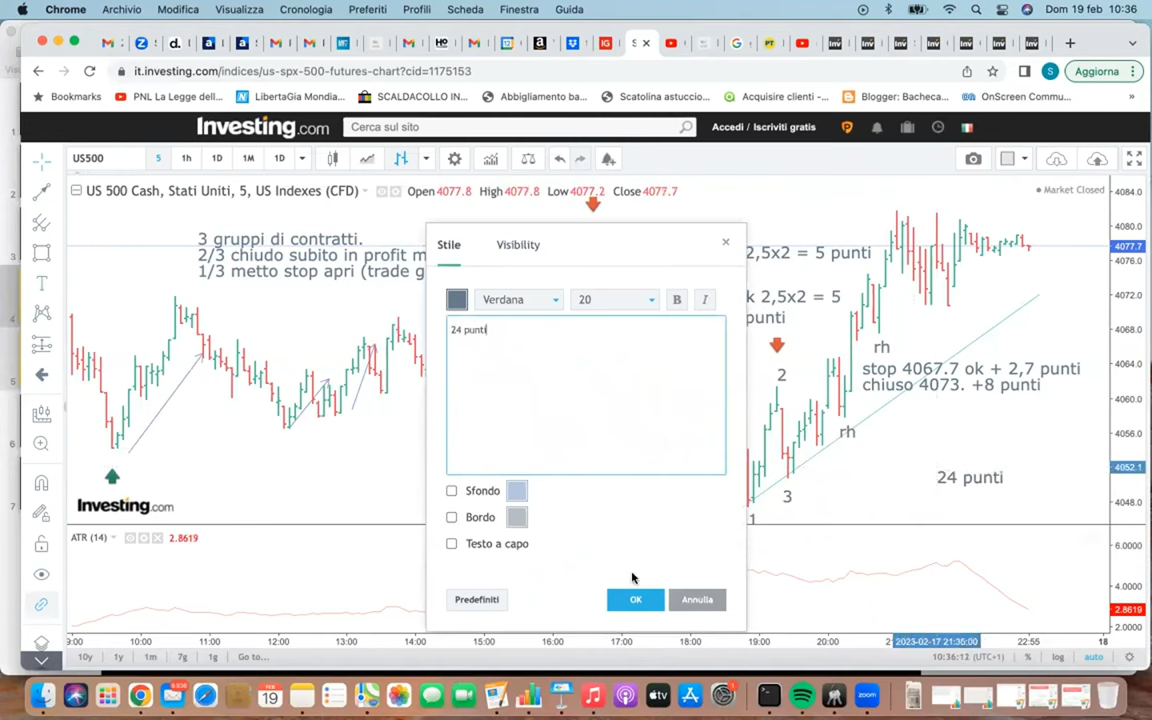 Chrome Archivio Modifica Visualizza Cronologia Preferiti Profili Scheda Finestra Guida Dom 19 feb 10:36
it.investing.com/indices/us-spx-500-futures-chart?cid=1175153 Aggiorna
Bookmarks PNL La Legge dell... LibertaGia Mondia... SCALDACOLLO IN... Abbigliamento ba... Scatolina astuccio... Acquisire clienti -... Blogger: Bacheca... OnScreen Commu... »
Investing.com Cerca sul sito Accedi / Iscriviti gratis
US500 5 1h 1D 1M 1D
US 500 Cash, Stati Uniti, 5, US Indexes (CFD) Open 4077.8 High 4077.8 Low 4077.2 Close 4077.7
Market Closed
4084.0
4080.0
4077.7
4076.0
4072.0
4068.0
4064.0
4060.0
4056.0
4052.1
4048.0
3 gruppi di contratti.
2/3 chiudo subito in profit m
1/3 metto stop apri (trade g
2,5x2 = 5 punti
k 2,5x2 = 5
punti
2
rh
stop 4067.7 ok + 2,7 punti
chiuso 4073. +8 punti
rh
24 punti
3
1
Stile Visibility
Verdana 20 B I
24 punti
Sfondo
Bordo
Testo a capo
Predefiniti OK Annulla
Investing.com
ATR (14) 2.8619
6.0000
4.0000
2.8619
2.0000
9:00 10:00 11:00 12:00 13:00 14:00 15:00 16:00 17:00 18:00 19:00 20:00 2023-02-17 21:35:00 22:55 18
10y 1y 1m 7g 1g Go to... 10:36:12 (UTC+1) % log auto